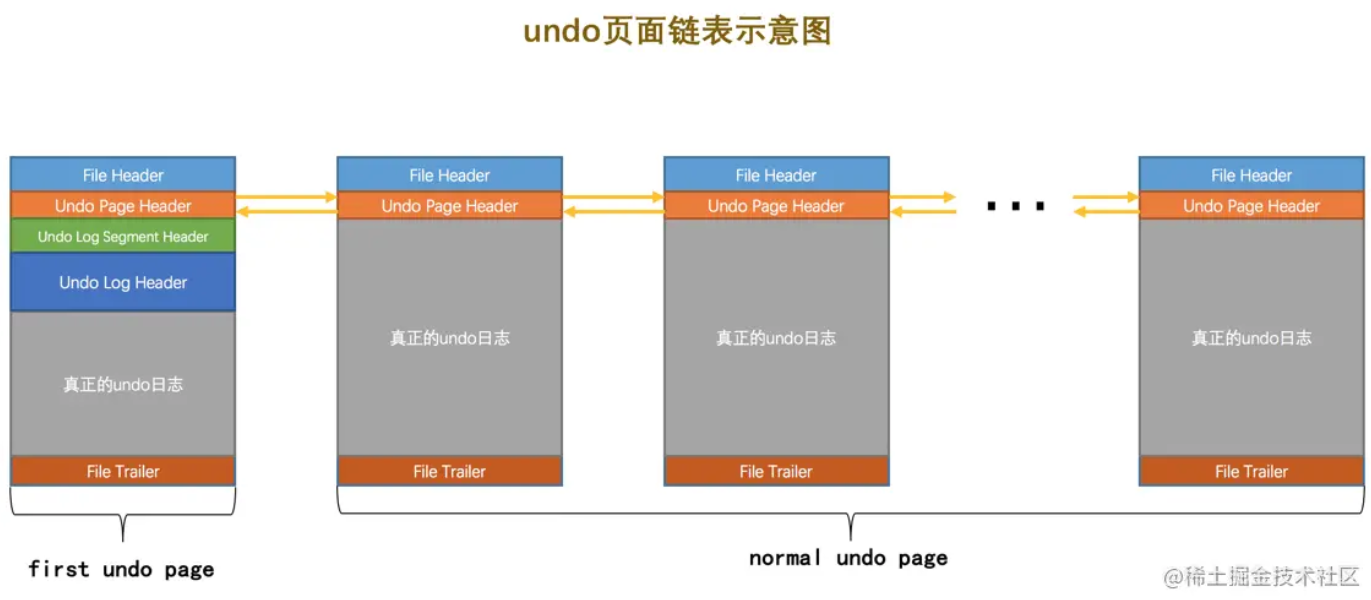 undo页面链表示意图
File Header
Undo Page Header
Undo Log Segment Header
Undo Log Header
真正的undo日志
File Trailer
File Header
Undo Page Header
真正的undo日志
File Trailer
File Header
Undo Page Header
真正的undo日志
File Trailer
...
File Header
Undo Page Header
真正的undo日志
File Trailer
first undo page
normal undo page
@稀土掘金技术社区